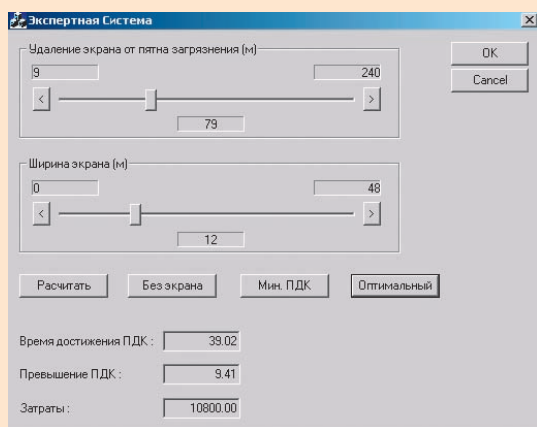 Экспертная Система
Удаление экрана от пятна загрязнения (м)
9 240
< >
79
OK
Cancel
Ширина экрана (м)
0 48
< >
12
Расчитать Без экрана Мин. ПДК Оптимальный
Время достижения ПДК : 39.02
Превышение ПДК : 9.41
Затраты : 10800.00